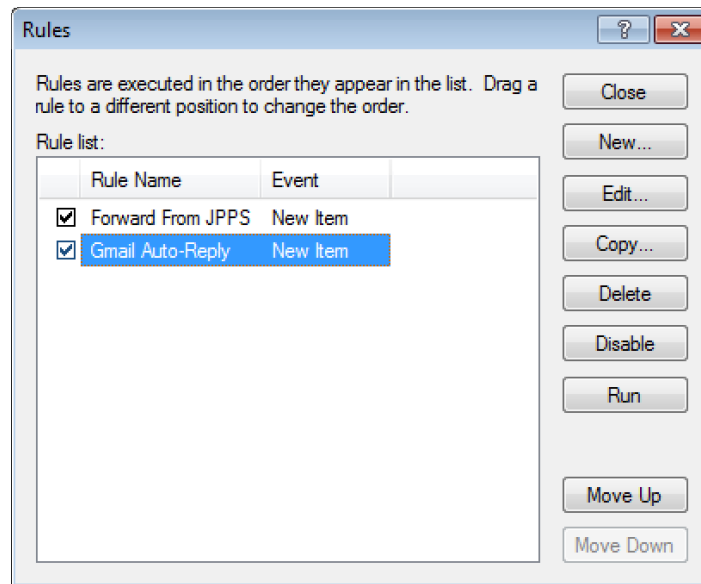 Rules
Rules are executed in the order they appear in the list. Drag a
rule to a different position to change the order.
Rule list:
Rule Name Event
Forward From JPPS New Item
Gmail Auto-Reply New Item
Close
New...
Edit...
Copy...
Delete
Disable
Run
Move Up
Move Down